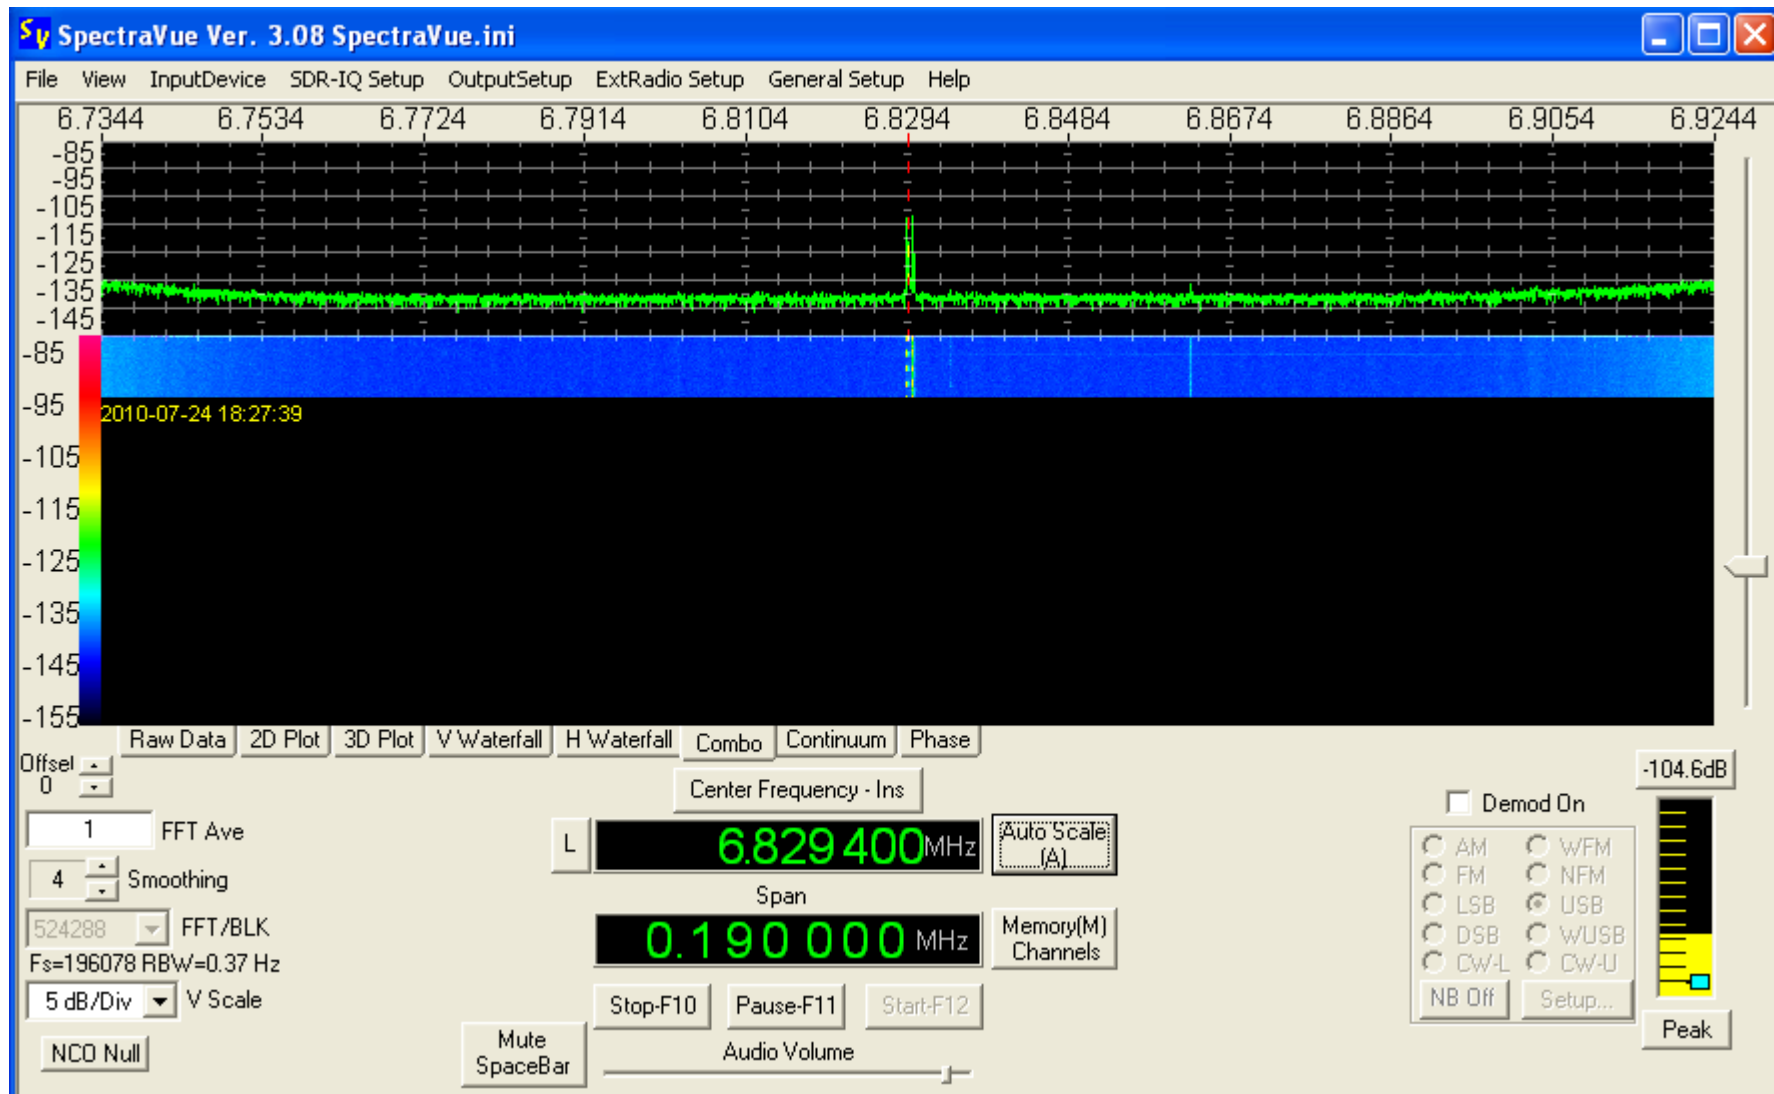 SV SpectraVue Ver. 3.08 SpectraVue.ini
File View InputDevice SDR-IQ Setup OutputSetup ExtRadio Setup General Setup Help
6.7344 6.7534 6.7724 6.7914 6.8104 6.8294 6.8484 6.8674 6.8864 6.9054 6.9244
-85
-95
-105
-115
-125
-135
-145
-85
-95
2010-07-24 18:27:39
-105
-115
-125
-135
-145
-155
Raw Data 2D Plot 3D Plot V Waterfall H Waterfall Combo Continuum Phase
Offset
0
Center Frequency - Ins
-104.6dB
1 FFT Ave
L 6.829 400 MHz
Auto Scale
(A)
Demod On
4 Smoothing
Span
524288 FFT/BLK
0.190 000 MHz
Memory(M)
Channels
Fs=196078 RBW=0.37 Hz
5 dB/Div V Scale
Stop-F10 Pause-F11 Start-F12
AM WFM
FM NFM
LSB USB
DSB WUSB
CW-L CW-U
NB Off Setup...
Peak
NCO Null
Mute
SpaceBar
Audio Volume